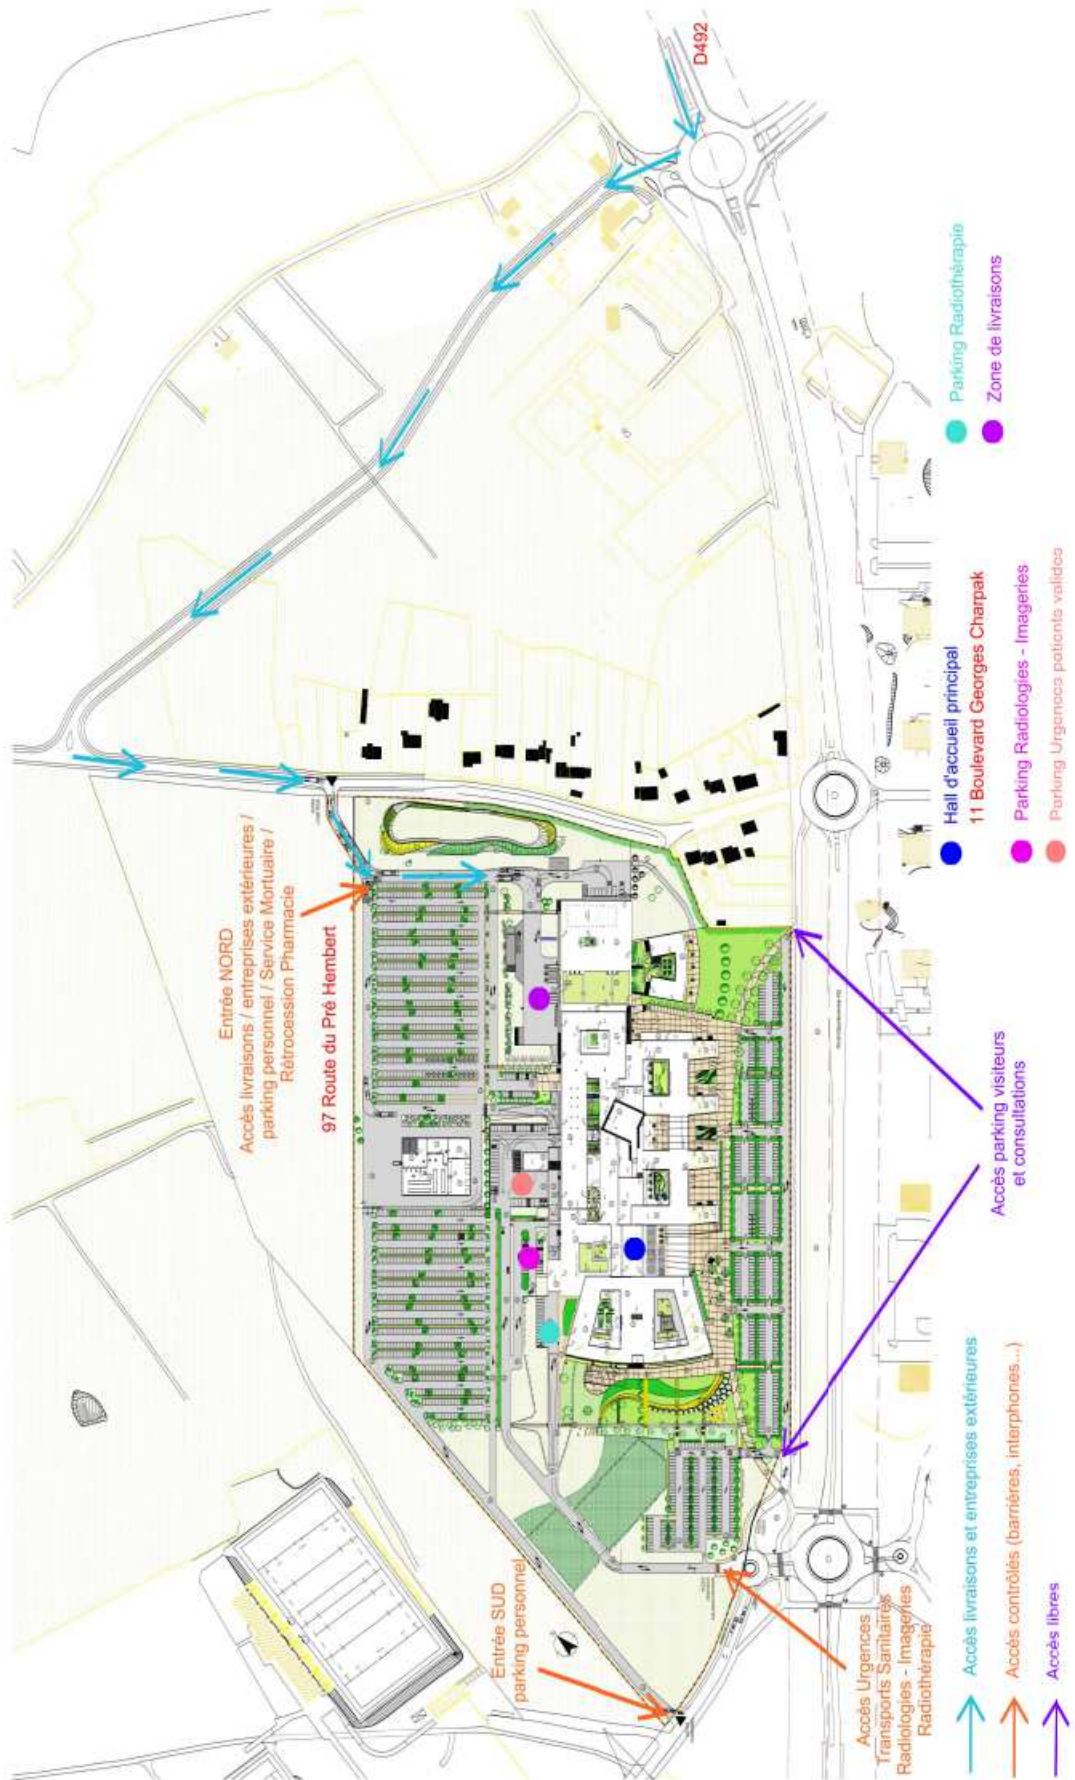 D492
Entrée NORD
Accès livraisons / entreprises extérieures /
parking personnel / Service Mortuaire /
Rétrocession Pharmacie
97 Route du Pré Hembert
Entrée SUD
parking personnel
Accès Urgences
Transports Sanitaires
Radiologies - Imageries
Radiothérapie
Accès parking visiteurs
et consultations
Accès livraisons et entreprises extérieures
Accès contrôlés (barrières, interphones...)
Accès libres
Hall d'accueil principal
11 Boulevard Georges Charpak
Parking Radiologies - Imageries
Parking Urgences patients valides
Parking Radiothérapie
Zone de livraisons